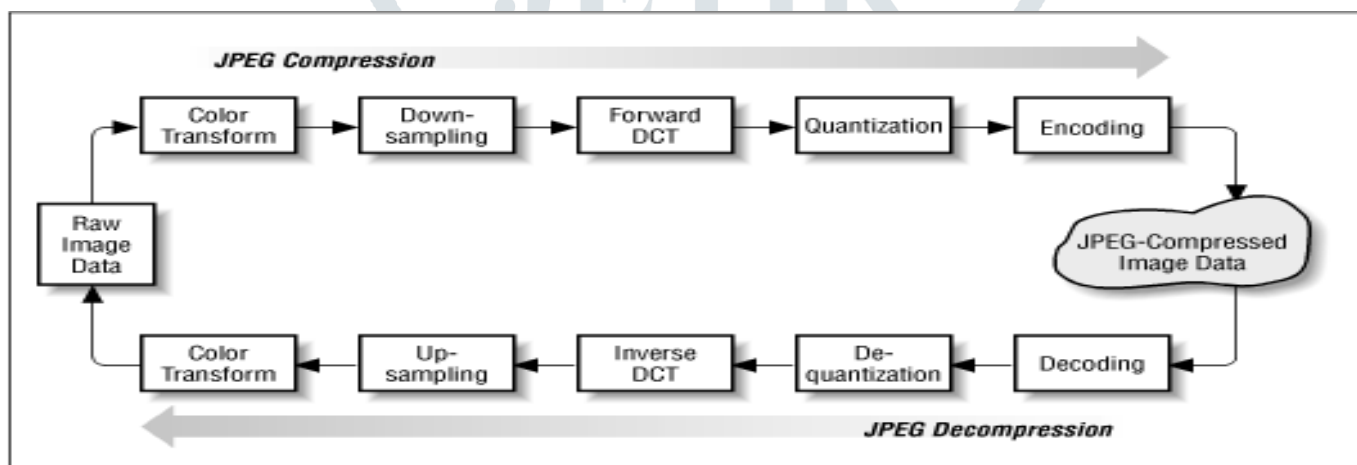 JPEG Compression
Color
Transform
Down-
sampling
Forward
DCT
Quantization
Encoding
Raw
Image
Data
JPEG-Compressed
Image Data
Color
Transform
Up-
sampling
Inverse
DCT
De-
quantization
Decoding
JPEG Decompression